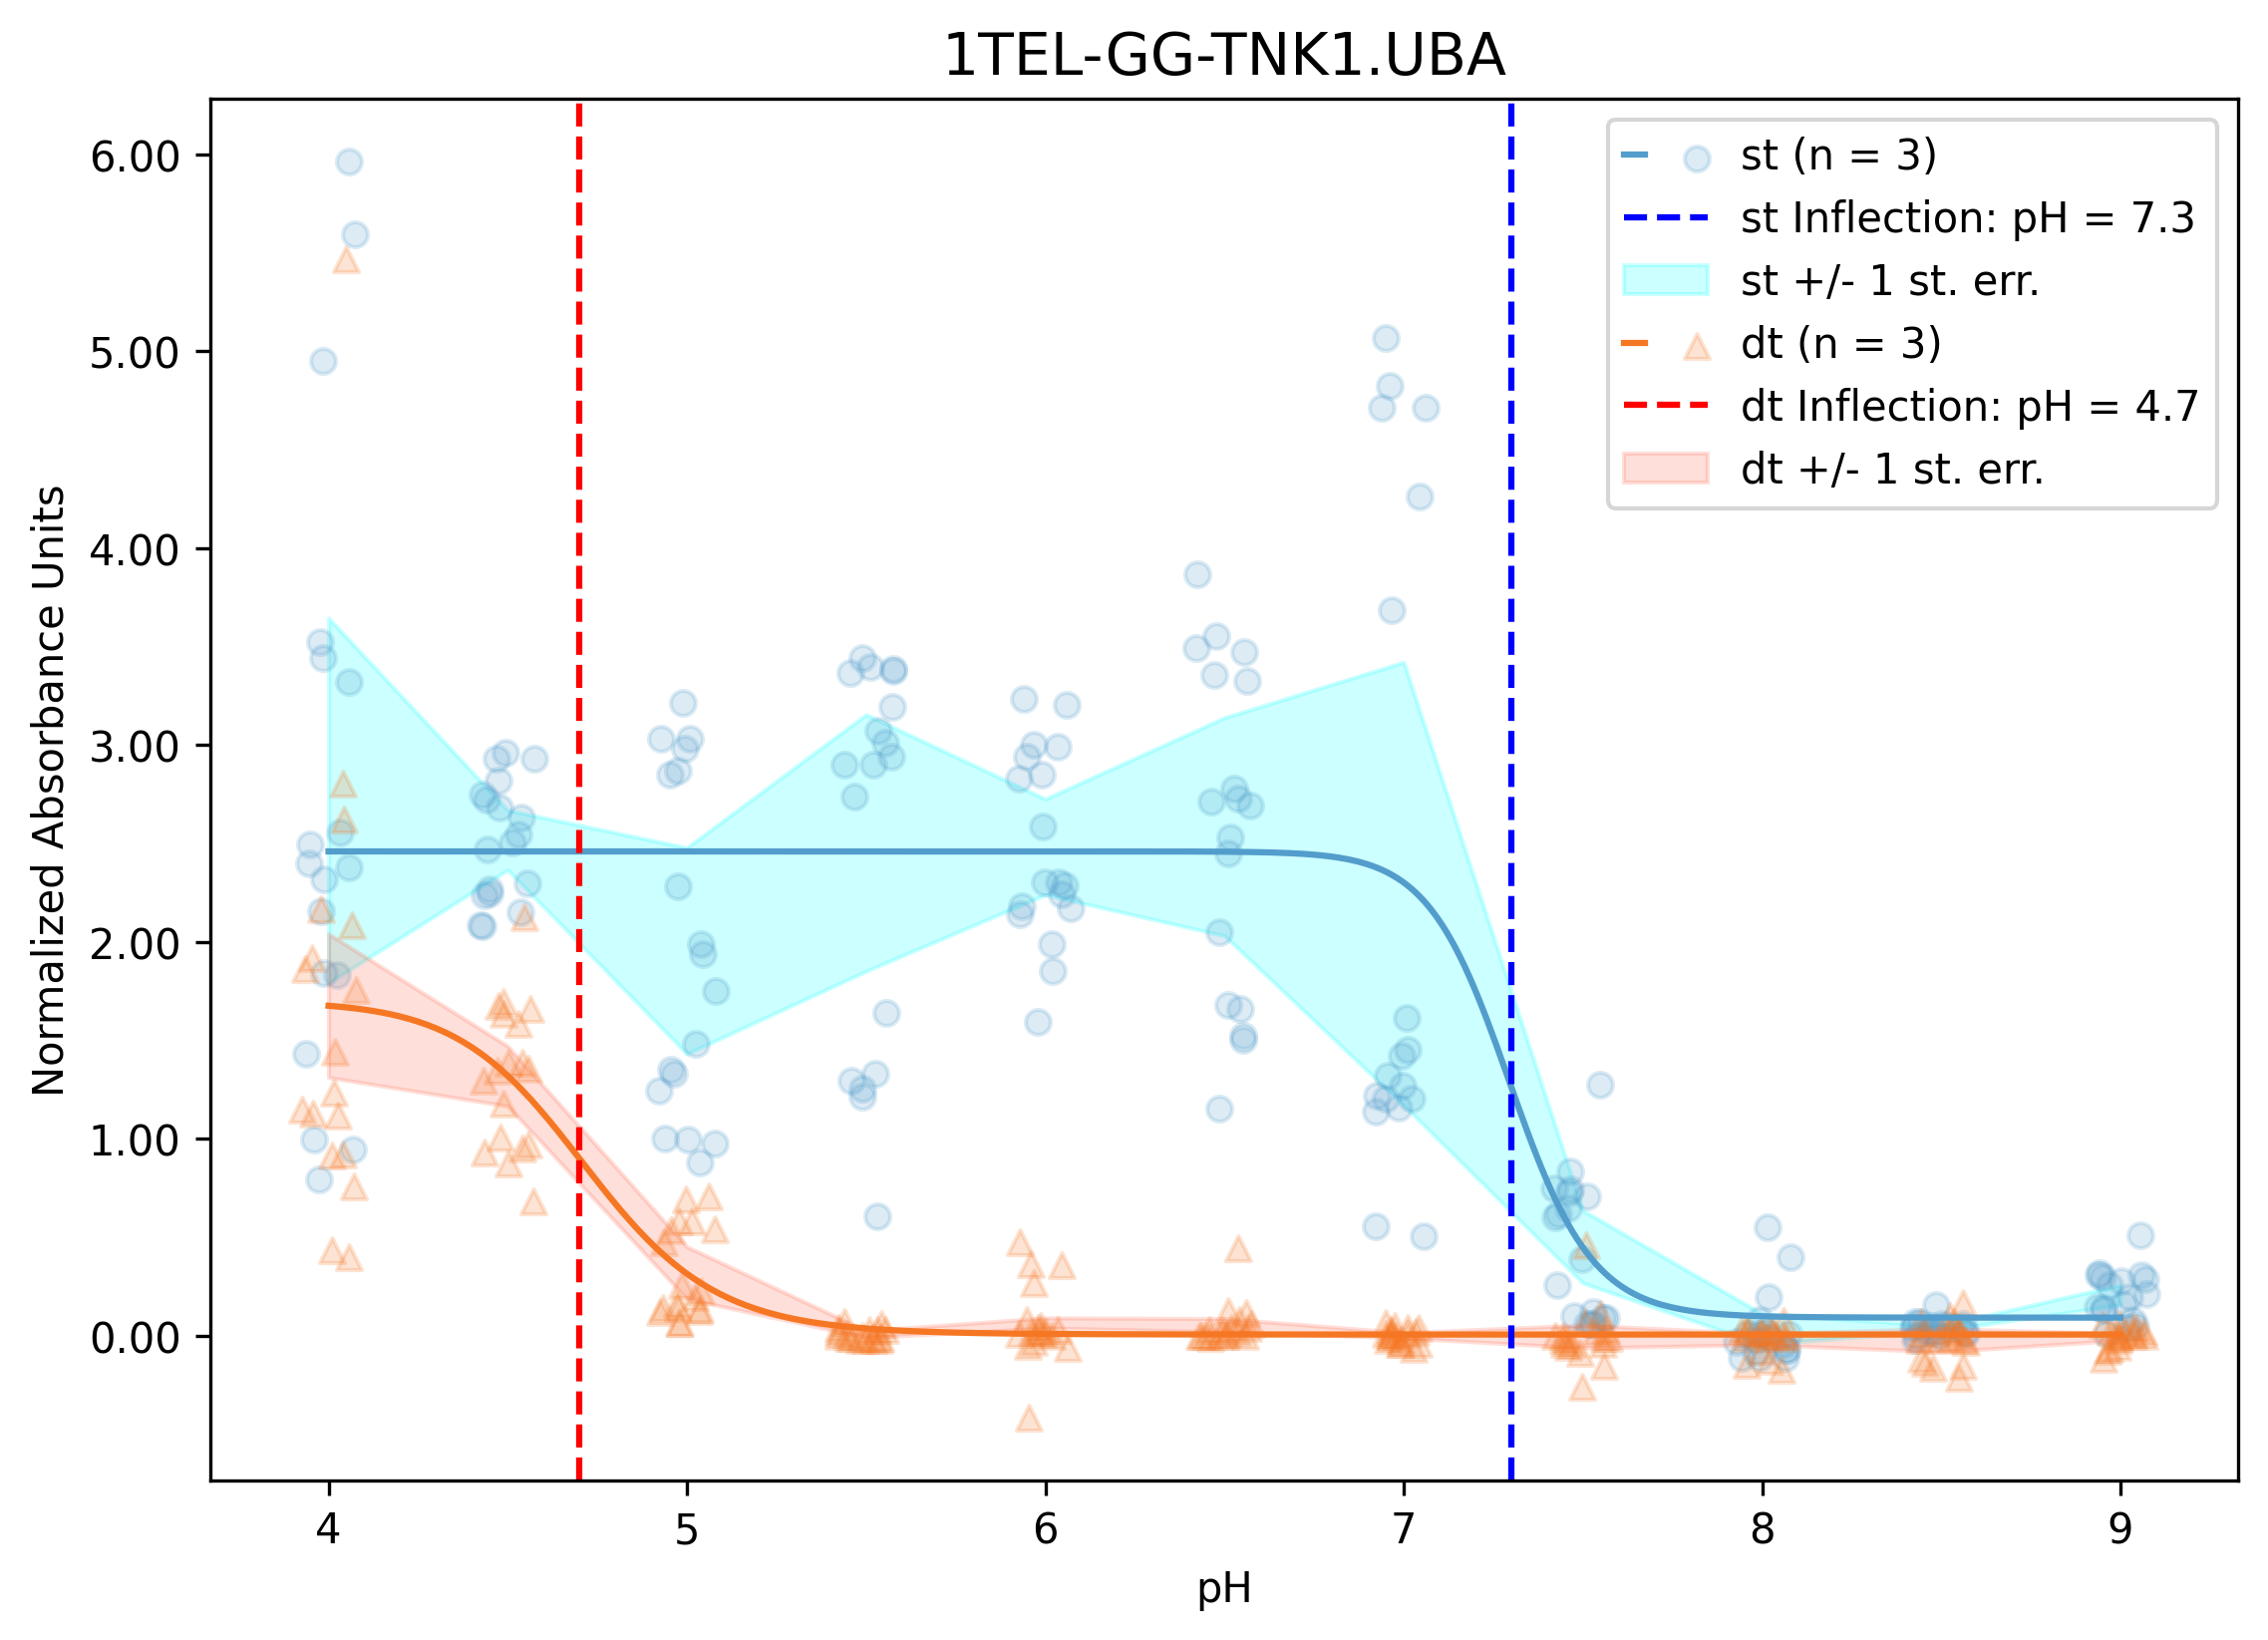 1TEL-GG-TNK1.UBA
6.00
5.00
4.00
3.00
2.00
1.00
0.00
Normalized Absorbance Units
st (n = 3)
st Inflection: pH = 7.3
st +/- 1 st. err.
dt (n = 3)
dt Inflection: pH = 4.7
dt +/- 1 st. err.
4 5 6 7 8 9
pH